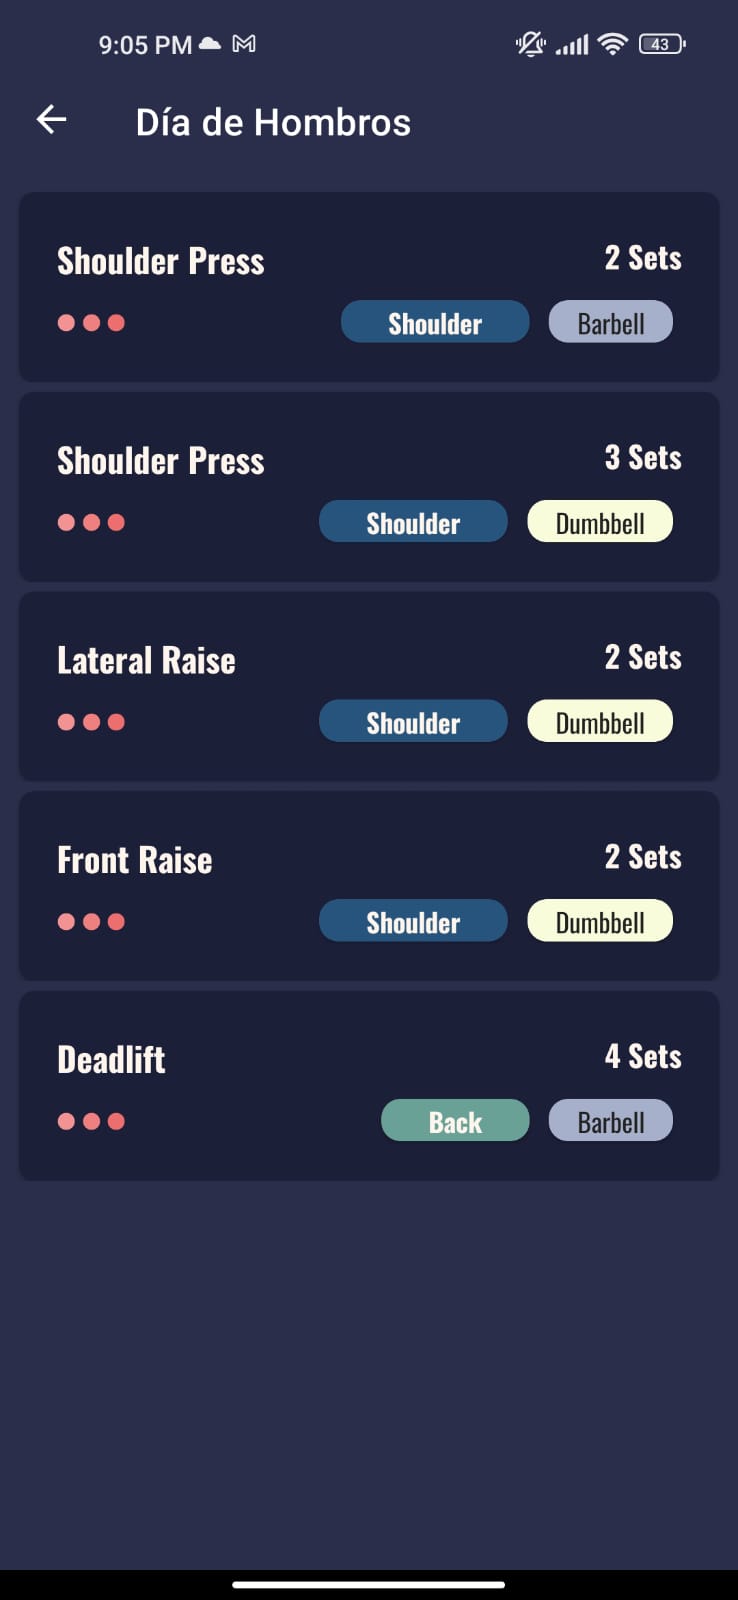 9:05 PM 43
Día de Hombros
Shoulder Press 2 Sets
Shoulder Barbell
Shoulder Press 3 Sets
Shoulder Dumbbell
Lateral Raise 2 Sets
Shoulder Dumbbell
Front Raise 2 Sets
Shoulder Dumbbell
Deadlift 4 Sets
Back Barbell